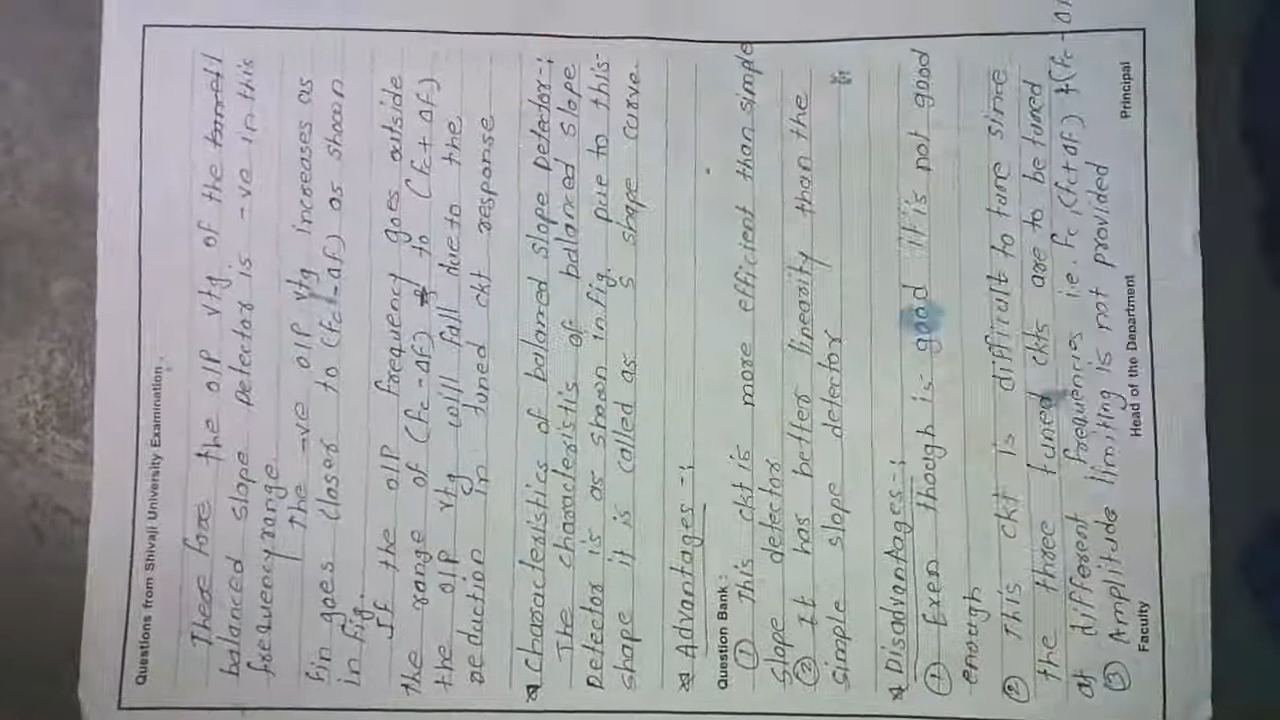 Questions from Shivaji University Examination.
There fore the O/P vtg of the
balanced slope Detector is -ve in this
frequency range.
the -ve O/P vtg increases as
fin goes closer to (fc-Δf) as shown
in fig.
If the O/P frequency goes outside
the range of (fc-Δf) to (fc+Δf)
the O/P vtg will fall due to the
reduction in tuned ckt response
* Characteristics of balanced slope Detector-:
The characteristis of balanced slope
Detector is as shown in fig. Due to this
shape it is called as S shape curve.
* Advantages -:
Question Bank:
① This ckt is more efficient than simple
slope detector
② It has better linearity than the
simple slope detector
* Disadvantages-:
① Even though is good it is not good
enough
② This ckt is difficult to tune since
the three tuned ckts are to be tuned
at different frequencies i.e. fc, (fc+Δf) & (fc-Δf
③ Amplitude limiting is not provided
Faculty Head of the Department Principal